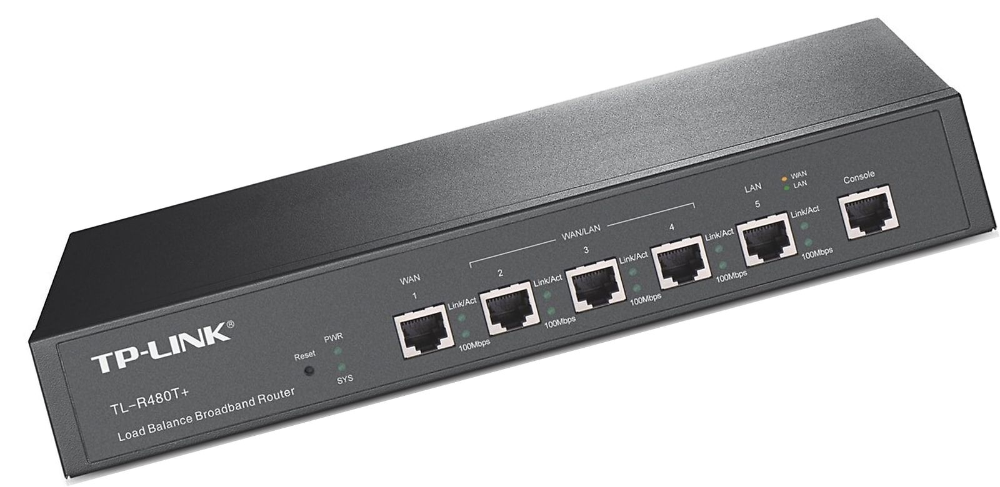 TP-LINK®
TL-R480T+
Load Balance Broadband Router
Reset
PWR
SYS
WAN
1
Link/Act
100Mbps
WAN/LAN
2
Link/Act
100Mbps
3
Link/Act
100Mbps
4
Link/Act
100Mbps
LAN
5
WAN
LAN
Link/Act
100Mbps
Console